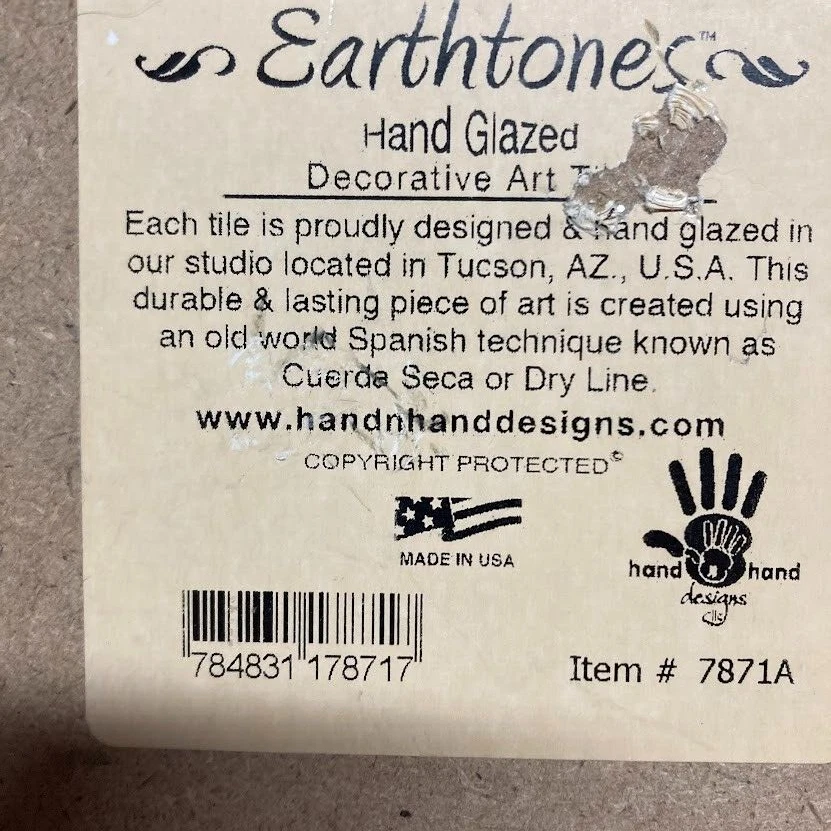 Earthtones™
Hand Glazed
Decorative Art
Each tile is proudly designed & hand glazed in
our studio located in Tucson, AZ., U.S.A. This
durable & lasting piece of art is created using
an old world Spanish technique known as
Cuerda Seca or Dry Line.
www.handnhanddesigns.com
COPYRIGHT PROTECTED©
MADE IN USA
hand hand
designs
784831 178717
Item # 7871A